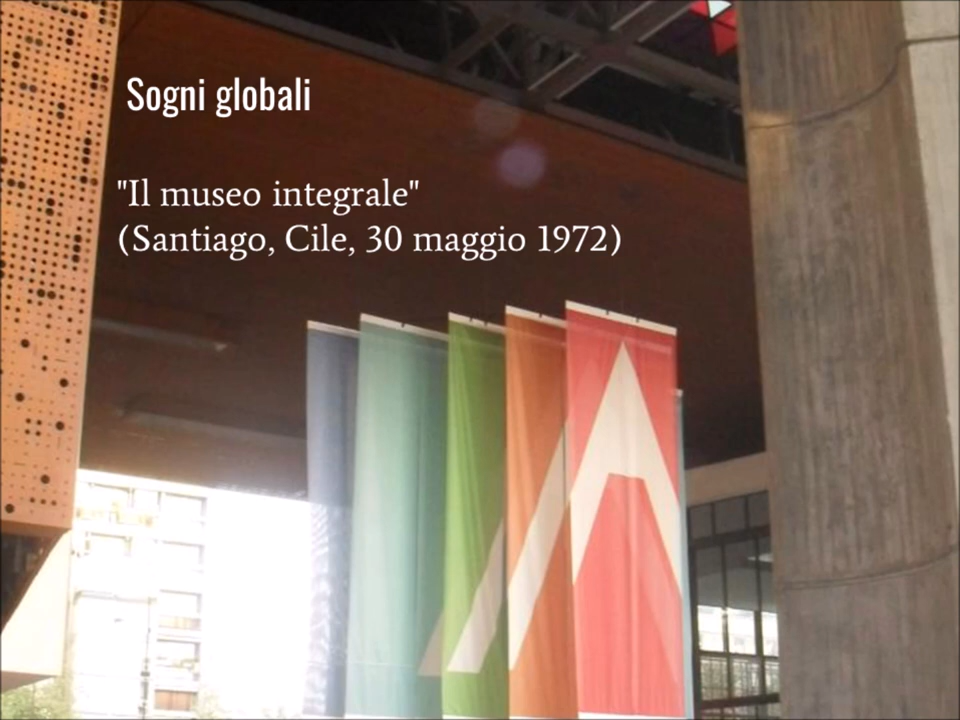 Sogni globali
"Il museo integrale"
(Santiago, Cile, 30 maggio 1972)